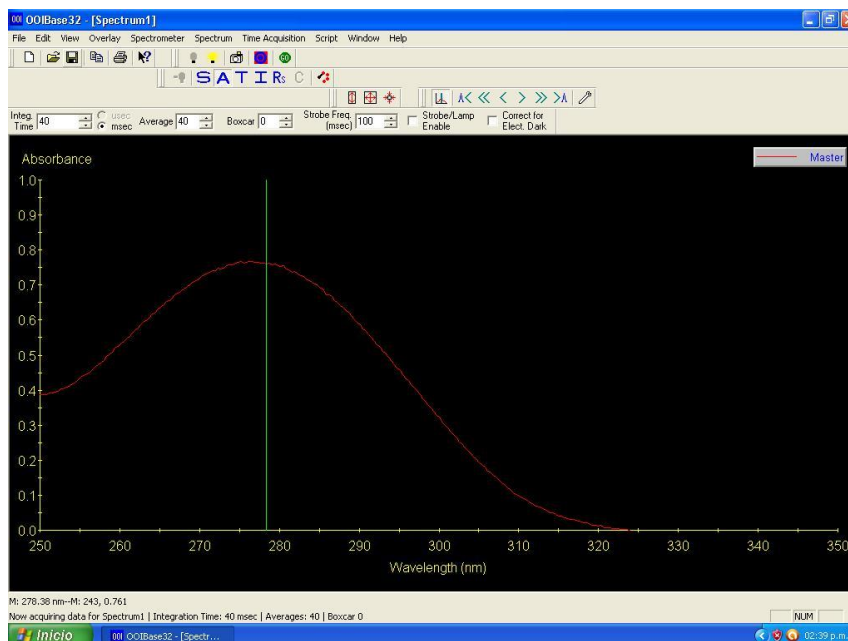 OOI OOIBase32 - [Spectrum1]
File Edit View Overlay Spectrometer Spectrum Time Acquisition Script Window Help
GO
S A T I Rs C
Integ. Time 40 usec msec Average 40 Boxcar 0 Strobe Freq. (msec) 100 Strobe/Lamp Enable Correct for Elect. Dark
Absorbance
Master
1.0
0.9
0.8
0.7
0.6
0.5
0.4
0.3
0.2
0.1
0.0
250 260 270 280 290 300 310 320 330 340 350
Wavelength (nm)
M: 278.38 nm--M: 243, 0.761
Now acquiring data for Spectrum1 | Integration Time: 40 msec | Averages: 40 | Boxcar 0
NUM
Inicio OOI OOIBase32 - [Spectr... 02:39 p.m.